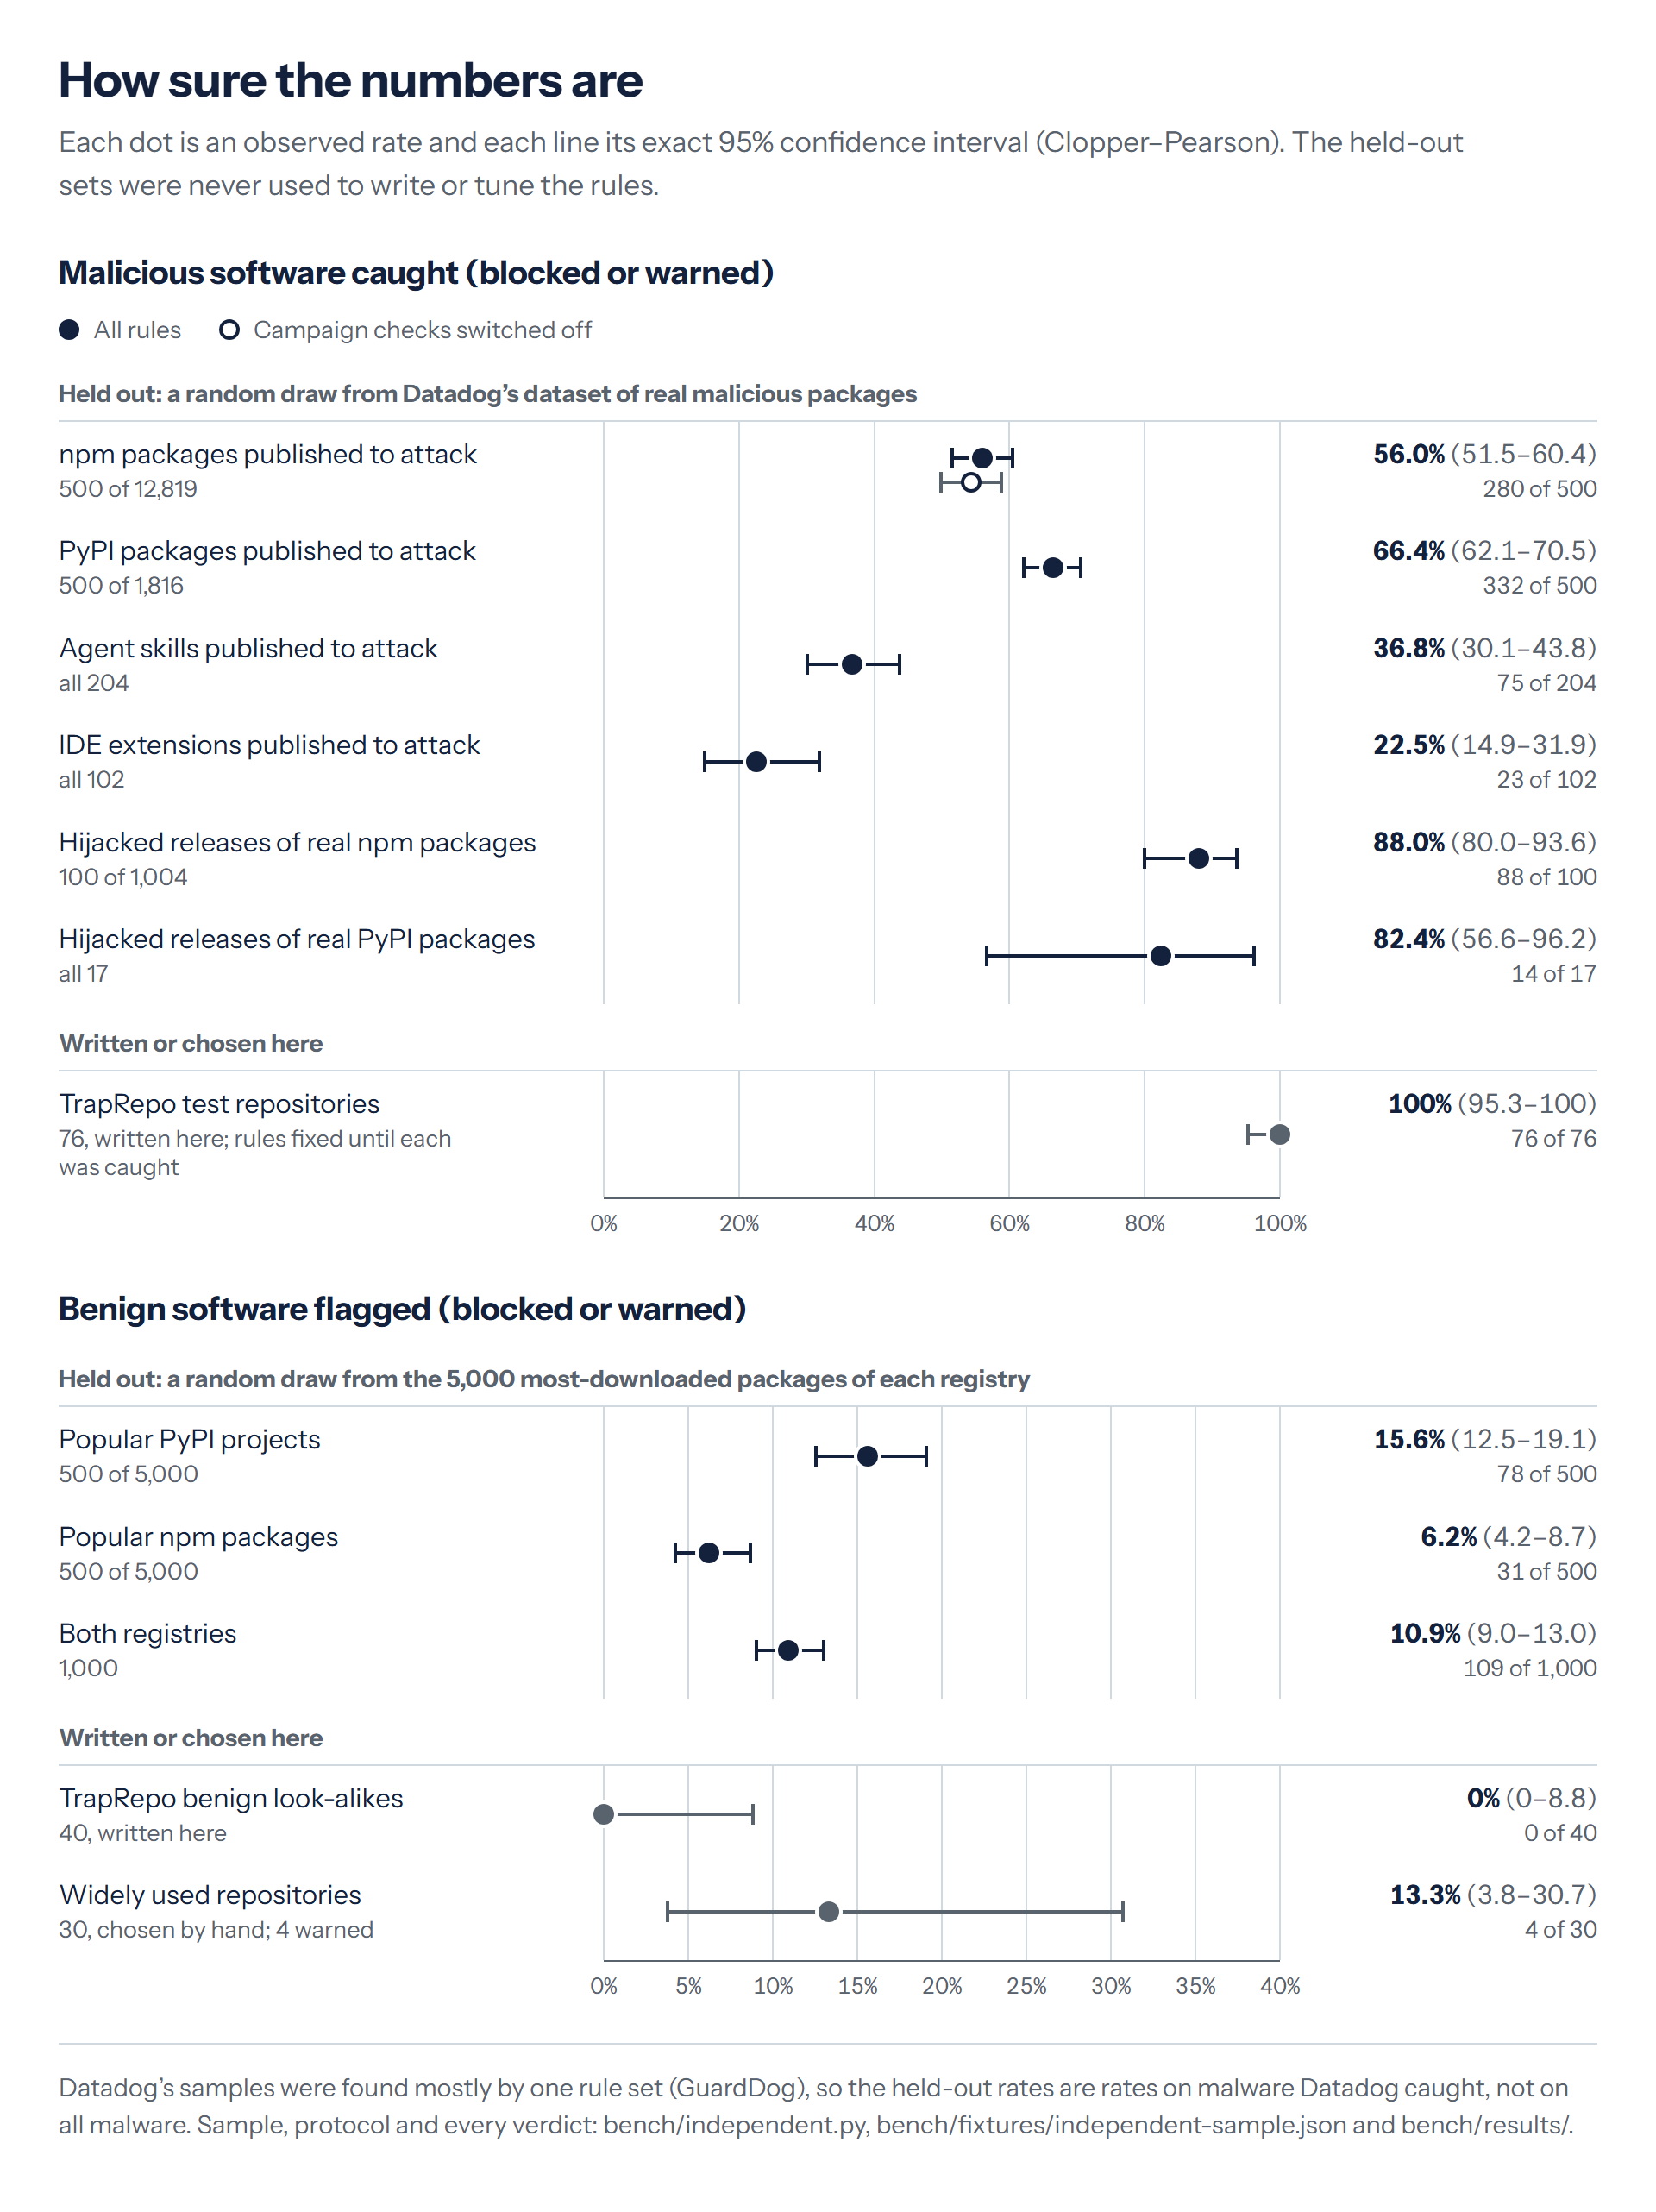 How sure the numbers are
Each dot is an observed rate and each line its exact 95% confidence interval (Clopper–Pearson). The held-out
sets were never used to write or tune the rules.
Malicious software caught (blocked or warned)
All rules
Campaign checks switched off
Held out: a random draw from Datadog’s dataset of real malicious packages
npm packages published to attack
56.0% (51.5–60.4)
500 of 12,819
280 of 500
PyPI packages published to attack
66.4% (62.1–70.5)
500 of 1,816
332 of 500
Agent skills published to attack
36.8% (30.1–43.8)
all 204
75 of 204
IDE extensions published to attack
22.5% (14.9–31.9)
all 102
23 of 102
Hijacked releases of real npm packages
88.0% (80.0–93.6)
100 of 1,004
88 of 100
Hijacked releases of real PyPI packages
82.4% (56.6–96.2)
all 17
14 of 17
Written or chosen here
TrapRepo test repositories
100% (95.3–100)
76, written here; rules fixed until each
was caught
76 of 76
0% 20% 40% 60% 80% 100%
Benign software flagged (blocked or warned)
Held out: a random draw from the 5,000 most-downloaded packages of each registry
Popular PyPI projects
15.6% (12.5–19.1)
500 of 5,000
78 of 500
Popular npm packages
6.2% (4.2–8.7)
500 of 5,000
31 of 500
Both registries
10.9% (9.0–13.0)
1,000
109 of 1,000
Written or chosen here
TrapRepo benign look-alikes
0% (0–8.8)
40, written here
0 of 40
Widely used repositories
13.3% (3.8–30.7)
30, chosen by hand; 4 warned
4 of 30
0% 5% 10% 15% 20% 25% 30% 35% 40%
Datadog’s samples were found mostly by one rule set (GuardDog), so the held-out rates are rates on malware Datadog caught, not on
all malware. Sample, protocol and every verdict: bench/independent.py, bench/fixtures/independent-sample.json and bench/results/.